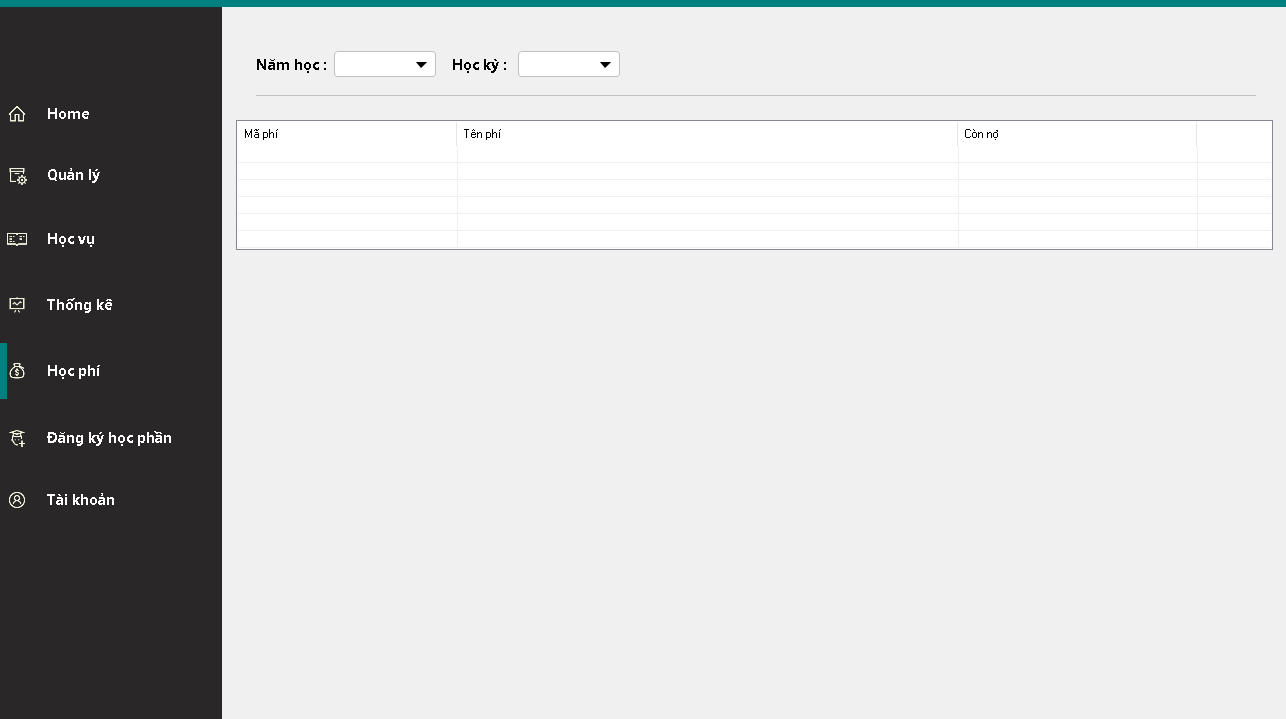 Năm học :
Học kỳ :
Home
Quản lý
Học vụ
Thống kê
Học phí
Đăng ký học phần
Tài khoản
Mã phí
Tên phí
Còn nợ